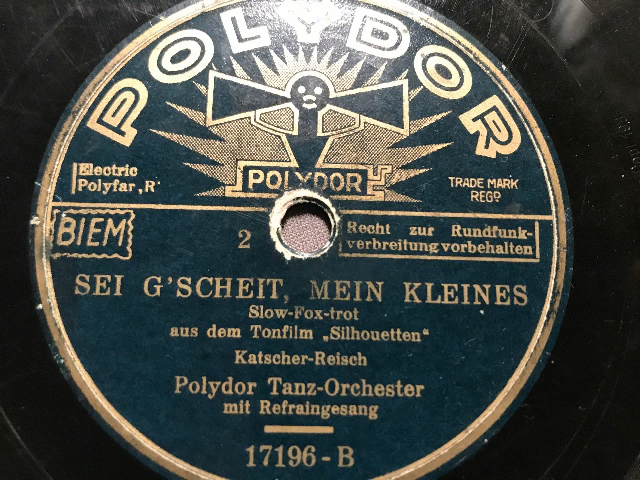 POLYDOR
POLYDOR
Electric
Polyfar „R"
TRADE MARK
REGD
BIEM
2
Recht zur Rundfunk-
verbreitung vorbehalten
SEI G'SCHEIT, MEIN KLEINES
Slow-Fox-trot
aus dem Tonfilm „Silhouetten"
Katscher-Reisch
Polydor Tanz-Orchester
mit Refraingesang
17196 - B